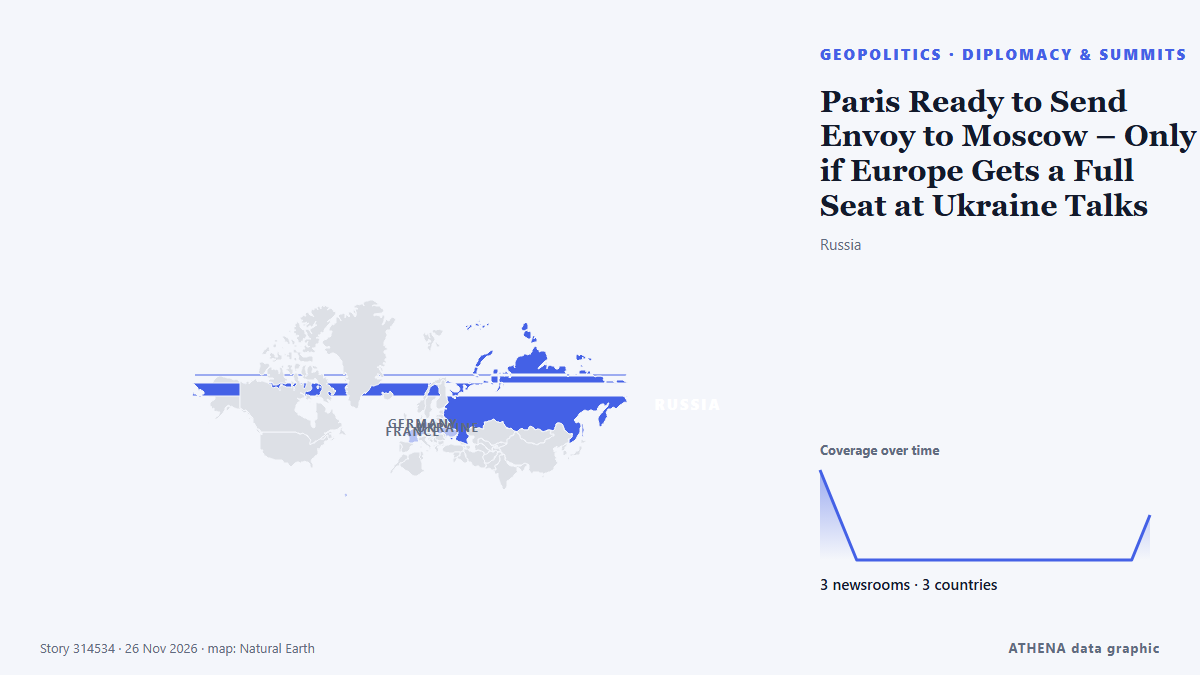 GEOPOLITICS · DIPLOMACY & SUMMITS
Paris Ready to Send
Envoy to Moscow – Only
if Europe Gets a Full
Seat at Ukraine Talks
Russia
RUSSIA
GERMANY
UKRAINE
FRANCE
Coverage over time
3 newsrooms · 3 countries
Story 314534 · 26 Nov 2026 · map: Natural Earth
ATHENA data graphic